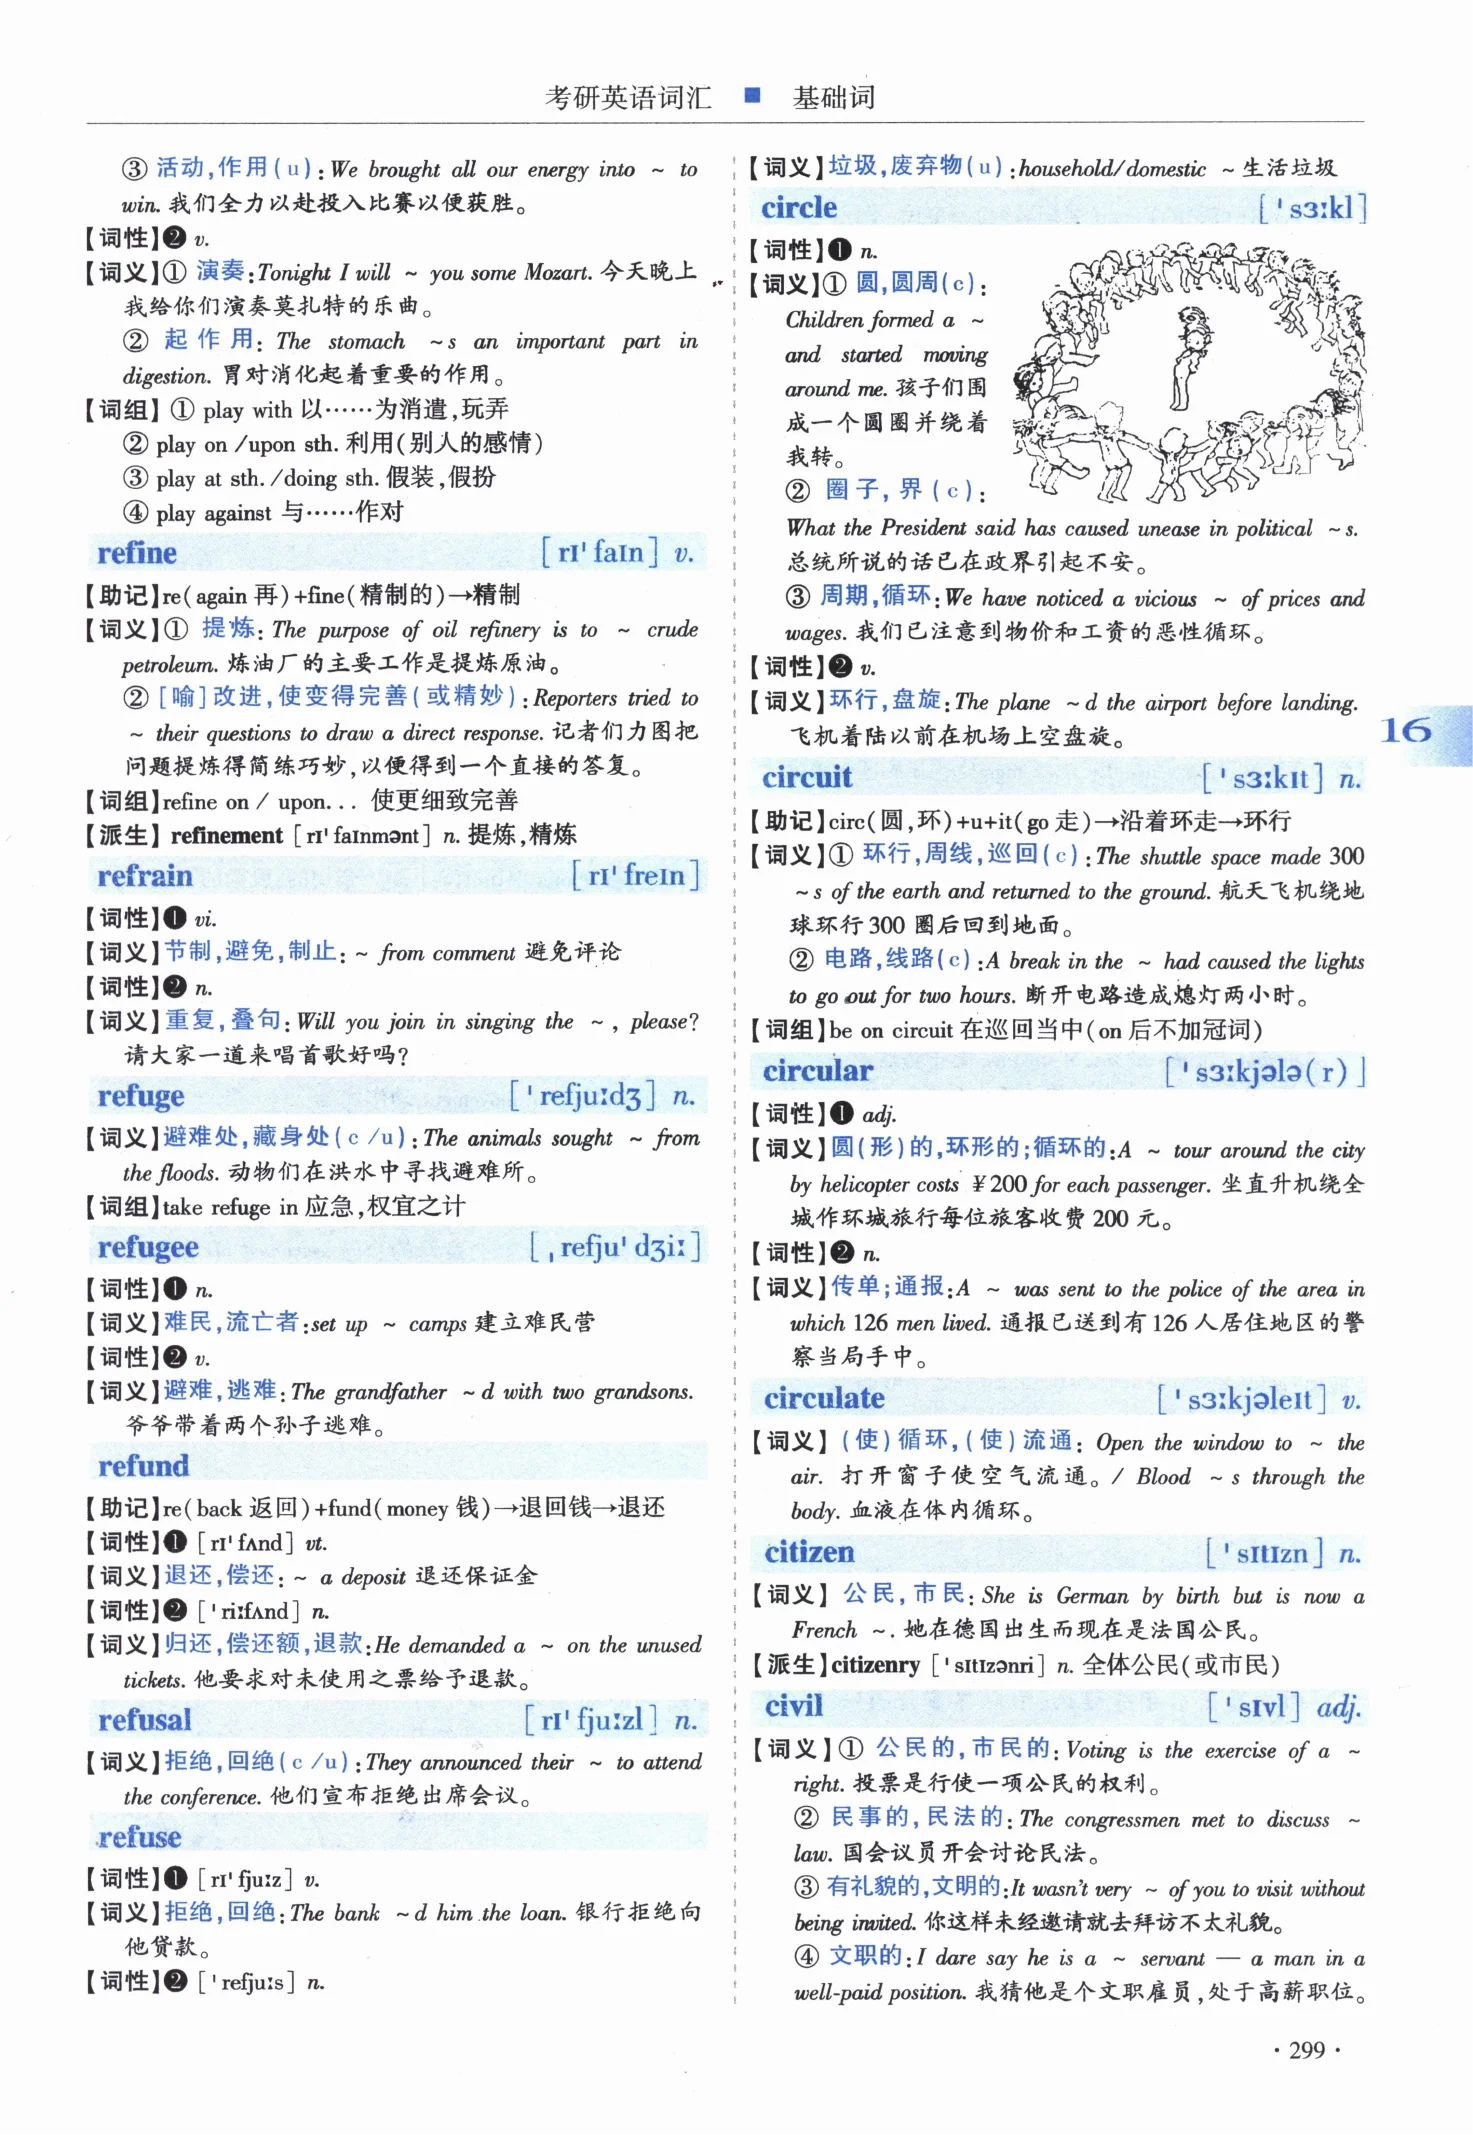 考研英语词汇 ■ 基础词
③ 活动,作用(u):We brought all our energy into ~ to
win. 我们全力以赴投入比赛以便获胜。
【词性】❷ v.
【词义】① 演奏:Tonight I will ~ you some Mozart. 今天晚上
我给你们演奏莫扎特的乐曲。
② 起作用: The stomach ~s an important part in
digestion. 胃对消化起着重要的作用。
【词组】 ① play with 以……为消遣,玩弄
② play on /upon sth. 利用(别人的感情)
③ play at sth. /doing sth. 假装,假扮
④ play against 与……作对
refine [rɪˈfaɪn] v.
【助记】re(again 再)+fine(精制的)→精制
【词义】① 提炼: The purpose of oil refinery is to ~ crude
petroleum. 炼油厂的主要工作是提炼原油。
② [喻]改进,使变得完善(或精妙):Reporters tried to
~ their questions to draw a direct response. 记者们力图把
问题提炼得简练巧妙,以便得到一个直接的答复。
【词组】refine on / upon... 使更细致完善
【派生】 refinement [rɪˈfaɪnmənt] n. 提炼,精炼
refrain [rɪˈfreɪn]
【词性】❶ vi.
【词义】节制,避免,制止: ~ from comment 避免评论
【词性】❷ n.
【词义】重复,叠句: Will you join in singing the ~ , please?
请大家一道来唱首歌好吗?
refuge [ˈrefjuːdʒ] n.
【词义】避难处,藏身处(c /u):The animals sought ~ from
the floods. 动物们在洪水中寻找避难所。
【词组】take refuge in 应急,权宜之计
refugee [ˌrefjuˈdʒiː]
【词性】❶ n.
【词义】难民,流亡者:set up ~ camps 建立难民营
【词性】❷ v.
【词义】避难,逃难: The grandfather ~d with two grandsons.
爷爷带着两个孙子逃难。
refund
【助记】re(back 返回)+fund(money 钱)→退回钱→退还
【词性】❶ [rɪˈfʌnd] vt.
【词义】退还,偿还: ~ a deposit 退还保证金
【词性】❷ [ˈriːfʌnd] n.
【词义】归还,偿还额,退款:He demanded a ~ on the unused
tickets. 他要求对未使用之票给予退款。
refusal [rɪˈfjuːzl] n.
【词义】拒绝,回绝(c /u):They announced their ~ to attend
the conference. 他们宣布拒绝出席会议。
refuse
【词性】❶ [rɪˈfjuːz] v.
【词义】拒绝,回绝: The bank ~d him the loan. 银行拒绝向
他贷款。
【词性】❷ [ˈrefjuːs] n.
【词义】垃圾,废弃物(u):household/domestic ~生活垃圾
circle [ˈsɜːkl]
【词性】❶ n.
【词义】① 圆,圆周(c):
Children formed a ~
and started moving
around me. 孩子们围
成一个圆圈并绕着
我转。
② 圈子,界(c):
What the President said has caused unease in political ~s.
总统所说的话已在政界引起不安。
③ 周期,循环:We have noticed a vicious ~ of prices and
wages. 我们已注意到物价和工资的恶性循环。
【词性】❷ v.
【词义】环行,盘旋:The plane ~d the airport before landing.
飞机着陆以前在机场上空盘旋。
circuit [ˈsɜːkɪt] n.
【助记】circ(圆,环)+u+it(go 走)→沿着环走→环行
【词义】① 环行,周线,巡回(c):The shuttle space made 300
~s of the earth and returned to the ground. 航天飞机绕地
球环行300 圈后回到地面。
② 电路,线路(c):A break in the ~ had caused the lights
to go out for two hours. 断开电路造成熄灯两小时。
【词组】be on circuit 在巡回当中(on 后不加冠词)
circular [ˈsɜːkjələ(r)]
【词性】❶ adj.
【词义】圆(形)的,环形的;循环的:A ~ tour around the city
by helicopter costs ￥200 for each passenger. 坐直升机绕全
城作环城旅行每位旅客收费 200 元。
【词性】❷ n.
【词义】传单;通报:A ~ was sent to the police of the area in
which 126 men lived. 通报已送到有126 人居住地区的警
察当局手中。
circulate [ˈsɜːkjəleɪt] v.
【词义】 (使)循环,(使)流通: Open the window to ~ the
air. 打开窗子使空气流通。/ Blood ~s through the
body. 血液在体内循环。
citizen [ˈsɪtɪzn] n.
【词义】 公民,市民: She is German by birth but is now a
French ~. 她在德国出生而现在是法国公民。
【派生】citizenry [ˈsɪtɪzənri] n. 全体公民(或市民)
civil [ˈsɪvl] adj.
【词义】① 公民的,市民的: Voting is the exercise of a ~
right. 投票是行使一项公民的权利。
② 民事的,民法的: The congressmen met to discuss ~
law. 国会议员开会讨论民法。
③ 有礼貌的,文明的:It wasn't very ~ of you to visit without
being invited. 你这样未经邀请就去拜访不太礼貌。
④ 文职的:I dare say he is a ~ servant — a man in a
well-paid position. 我猜他是个文职雇员,处于高薪职位。
16
·299·